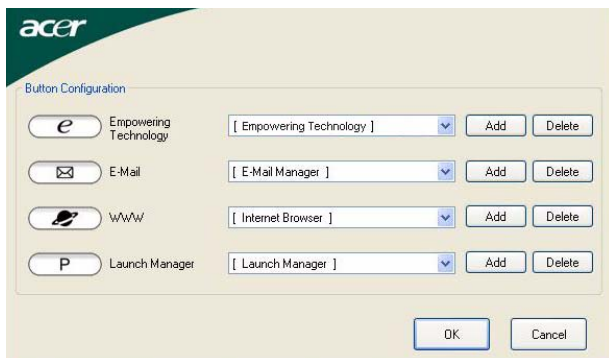 acer
Button Configuration
e Empowering Technology [ Empowering Technology ] Add Delete
E-Mail [ E-Mail Manager ] Add Delete
WWW [ Internet Browser ] Add Delete
P Launch Manager [ Launch Manager ] Add Delete
OK Cancel